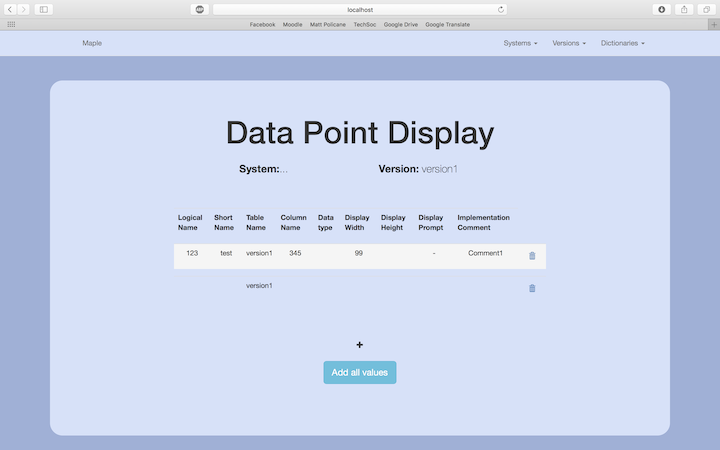 ABP
localhost
Facebook Moodle Matt Policane TechSoc Google Drive Google Translate
Maple Systems Versions Dictionaries
Data Point Display
System:... Version: version1
Logical Name Short Name Table Name Column Name Data type Display Width Display Height Display Prompt Implementation Comment
123 test version1 345 99 - Comment1
version1
+
Add all values